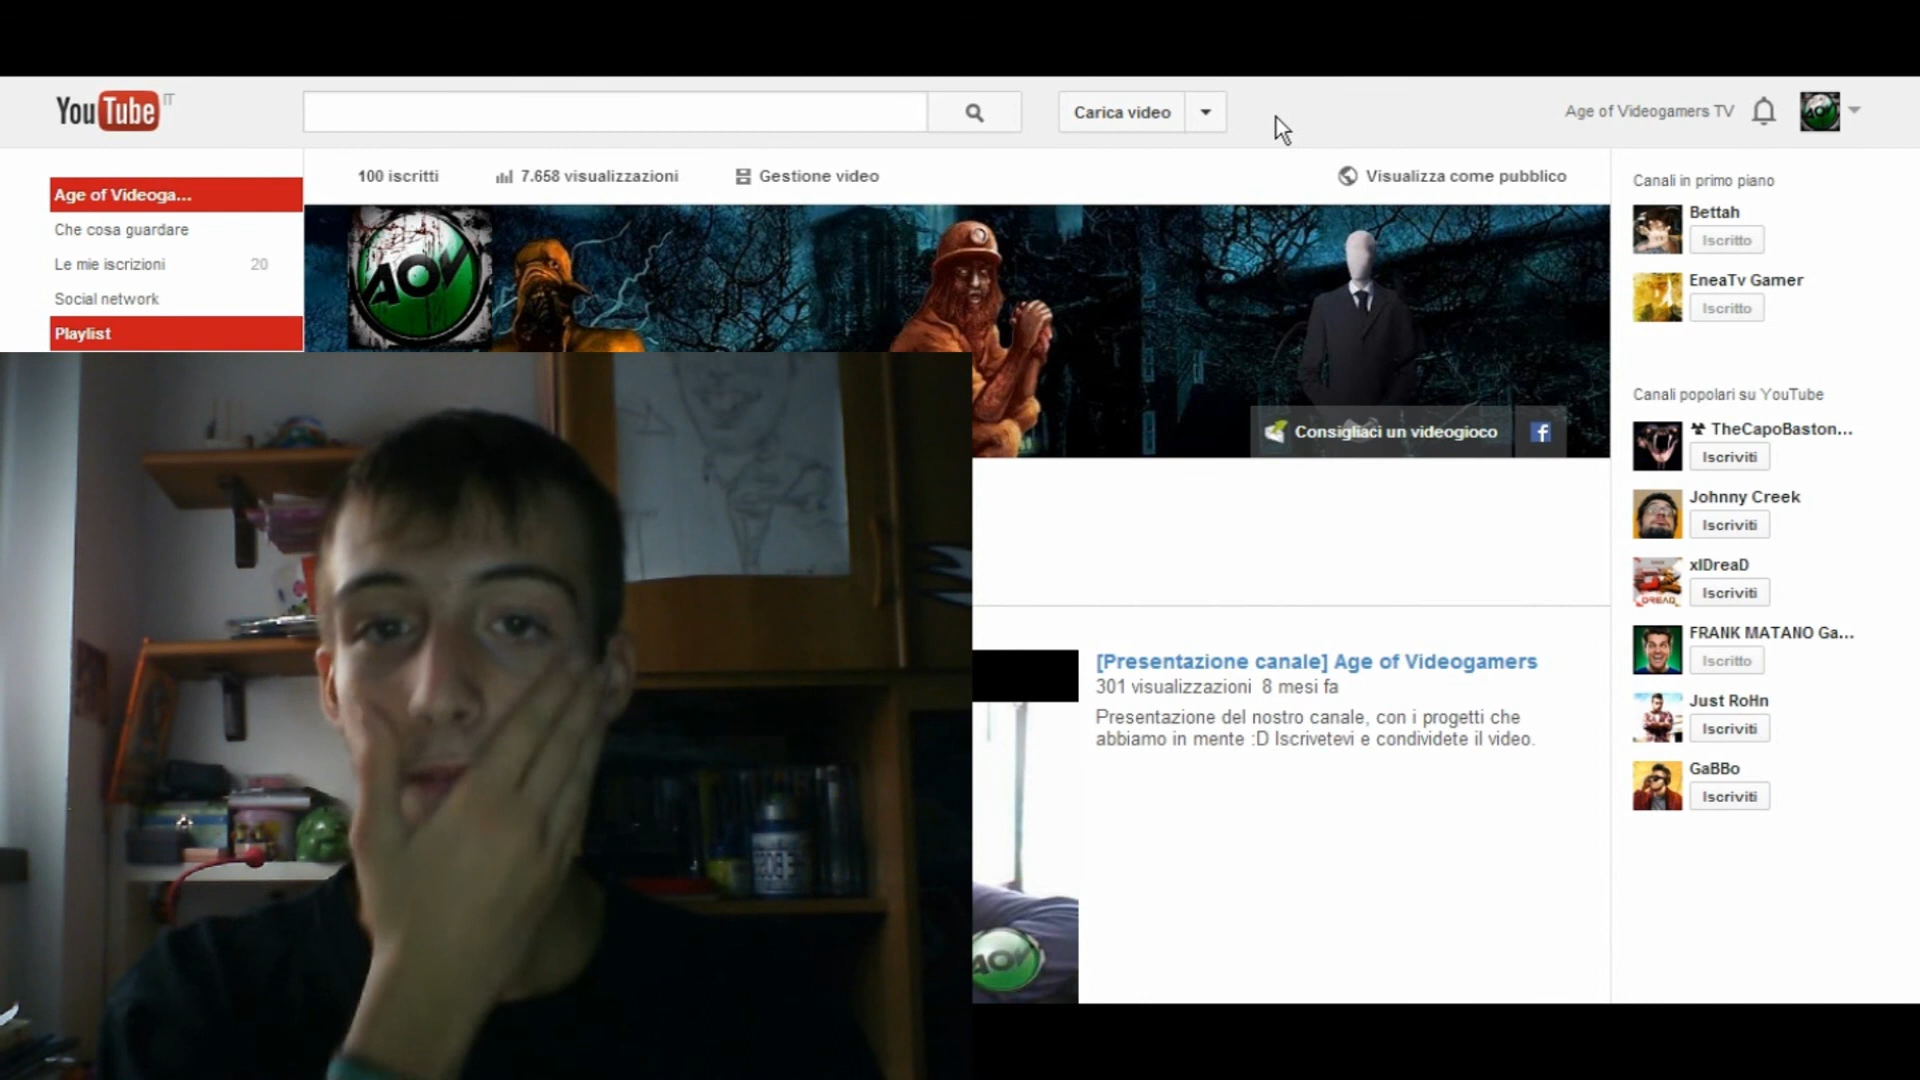 YouTube IT
Carica video
Age of Videogamers TV
100 iscritti
7.658 visualizzazioni
Gestione video
Visualizza come pubblico
Age of Videoga...
Che cosa guardare
Le mie iscrizioni 20
Social network
Playlist
AOV
Consigliaci un videogioco
f
[Presentazione canale] Age of Videogamers
301 visualizzazioni 8 mesi fa
Presentazione del nostro canale, con i progetti che
abbiamo in mente :D Iscrivetevi e condividete il video.
AOV
Canali in primo piano
Bettah
Iscritto
EneaTv Gamer
Iscritto
Canali popolari su YouTube
TheCapoBaston...
Iscriviti
Johnny Creek
Iscriviti
xIDreaD
Iscriviti
FRANK MATANO Ga...
Iscritto
Just RoHn
Iscriviti
GaBBo
Iscriviti